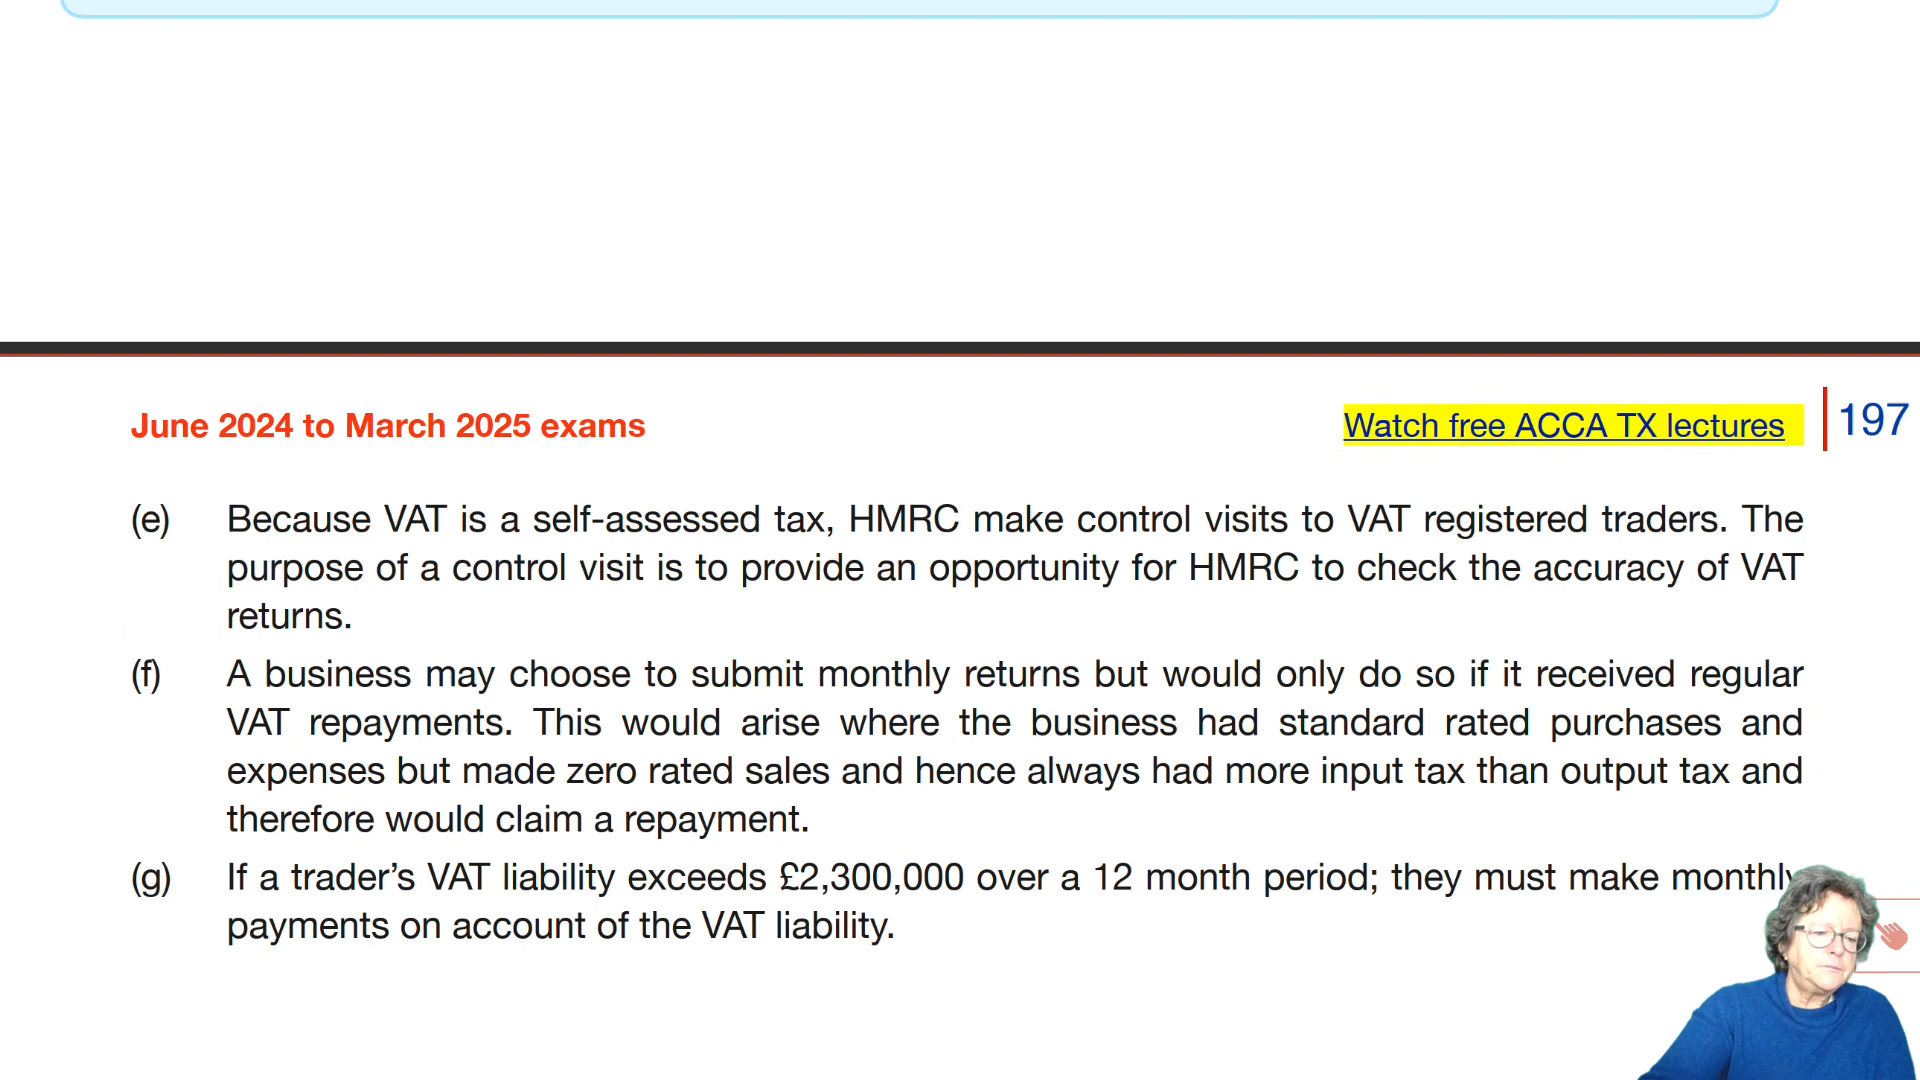 June 2024 to March 2025 exams
Watch free ACCA TX lectures
197
(e) Because VAT is a self-assessed tax, HMRC make control visits to VAT registered traders. The
purpose of a control visit is to provide an opportunity for HMRC to check the accuracy of VAT
returns.
(f) A business may choose to submit monthly returns but would only do so if it received regular
VAT repayments. This would arise where the business had standard rated purchases and
expenses but made zero rated sales and hence always had more input tax than output tax and
therefore would claim a repayment.
(g) If a trader’s VAT liability exceeds £2,300,000 over a 12 month period; they must make monthly
payments on account of the VAT liability.